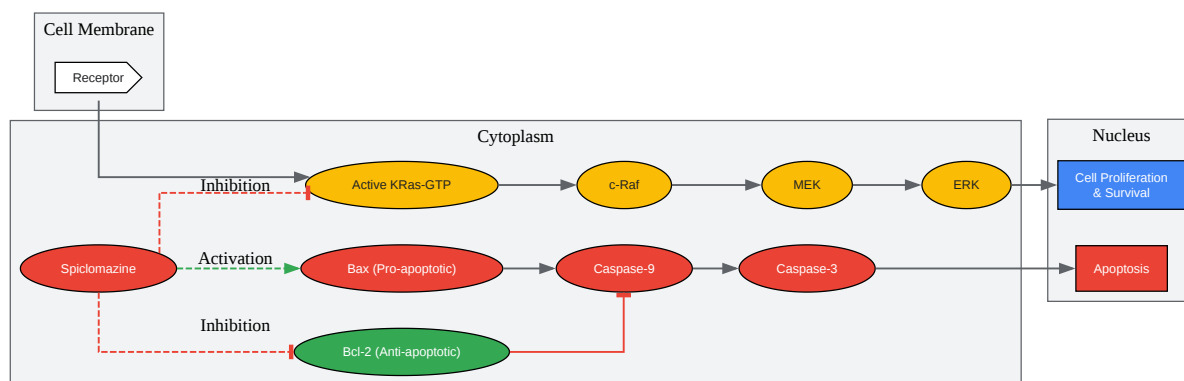 Cell Membrane
Receptor
Cytoplasm
Nucleus
Inhibition
Active KRas-GTP
c-Raf
MEK
ERK
Cell Proliferation
& Survival
Spiclomazine
Activation
Bax (Pro-apoptotic)
Caspase-9
Caspase-3
Apoptosis
Inhibition
Bcl-2 (Anti-apoptotic)